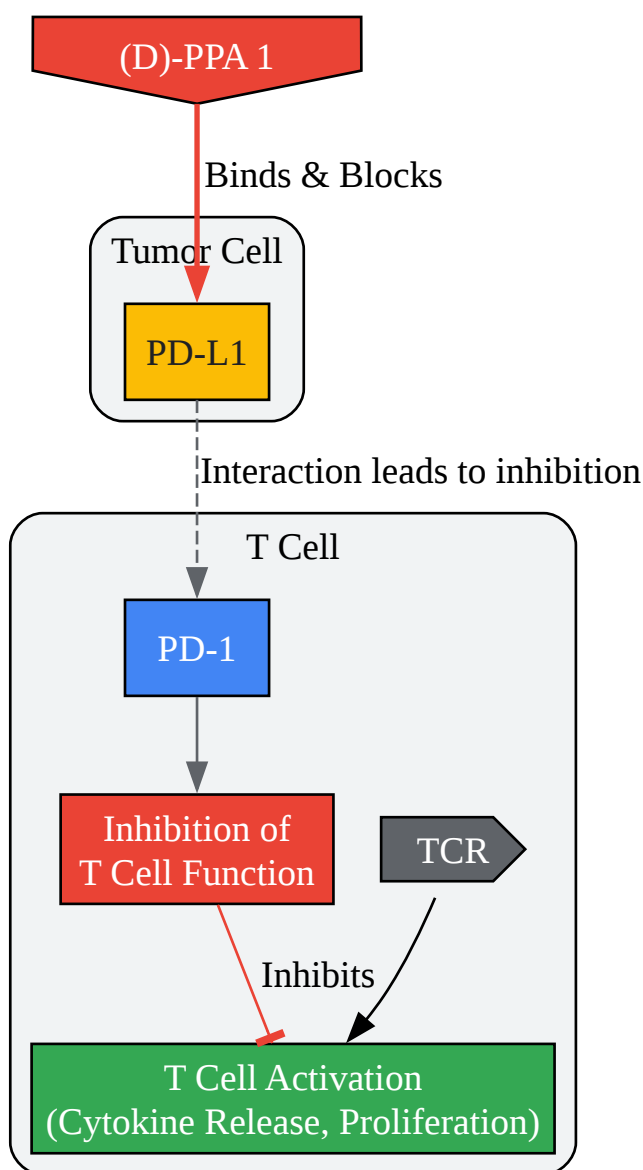 (D)-PPA 1
Binds & Blocks
Tumor Cell
PD-L1
Interaction leads to inhibition
T Cell
PD-1
Inhibition of
T Cell Function
TCR
Inhibits
T Cell Activation
(Cytokine Release, Proliferation)